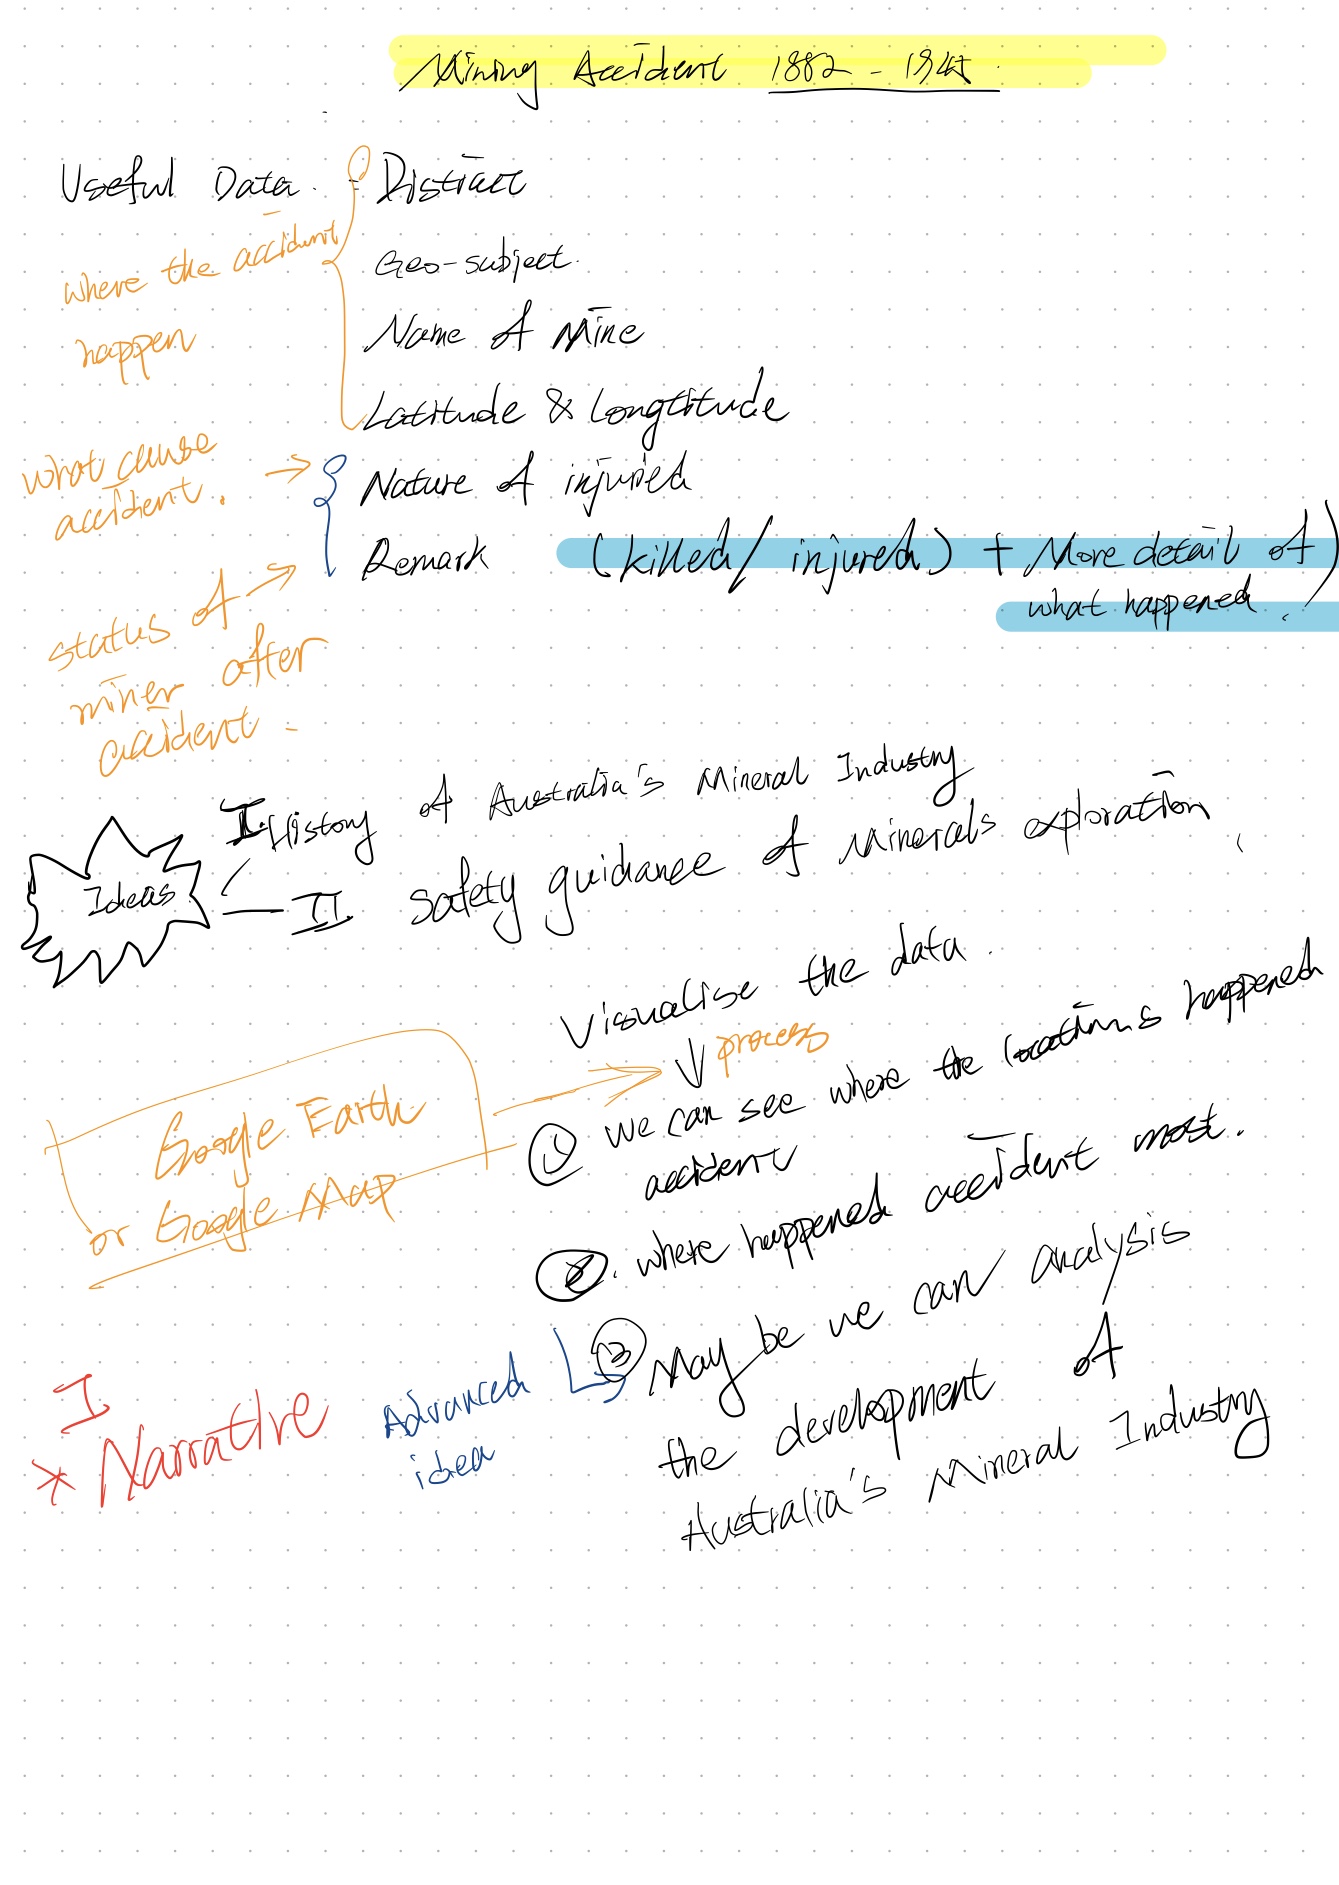 Mining Accident 1882 - 1945
Useful Data : District
where the accident
happen
Geo-subject.
Name of Mine
Latitude & Longtitude
what cause
accident.
Nature of injuried
Remark (killed/ injured) + More detail of
what happened.
status of
miner after
accident.
Ideas
I. History of Australia's Mineral Industry
II safety guidance of Minerals exploration
Visualise the data.
process
Google Earth
or Google Map
① We can see where the locations happened
accident
②. where happened accident most.
Advanced
idea
③ May be we can analysis
the development of
Australia's Mineral Industry
I
* Narrative